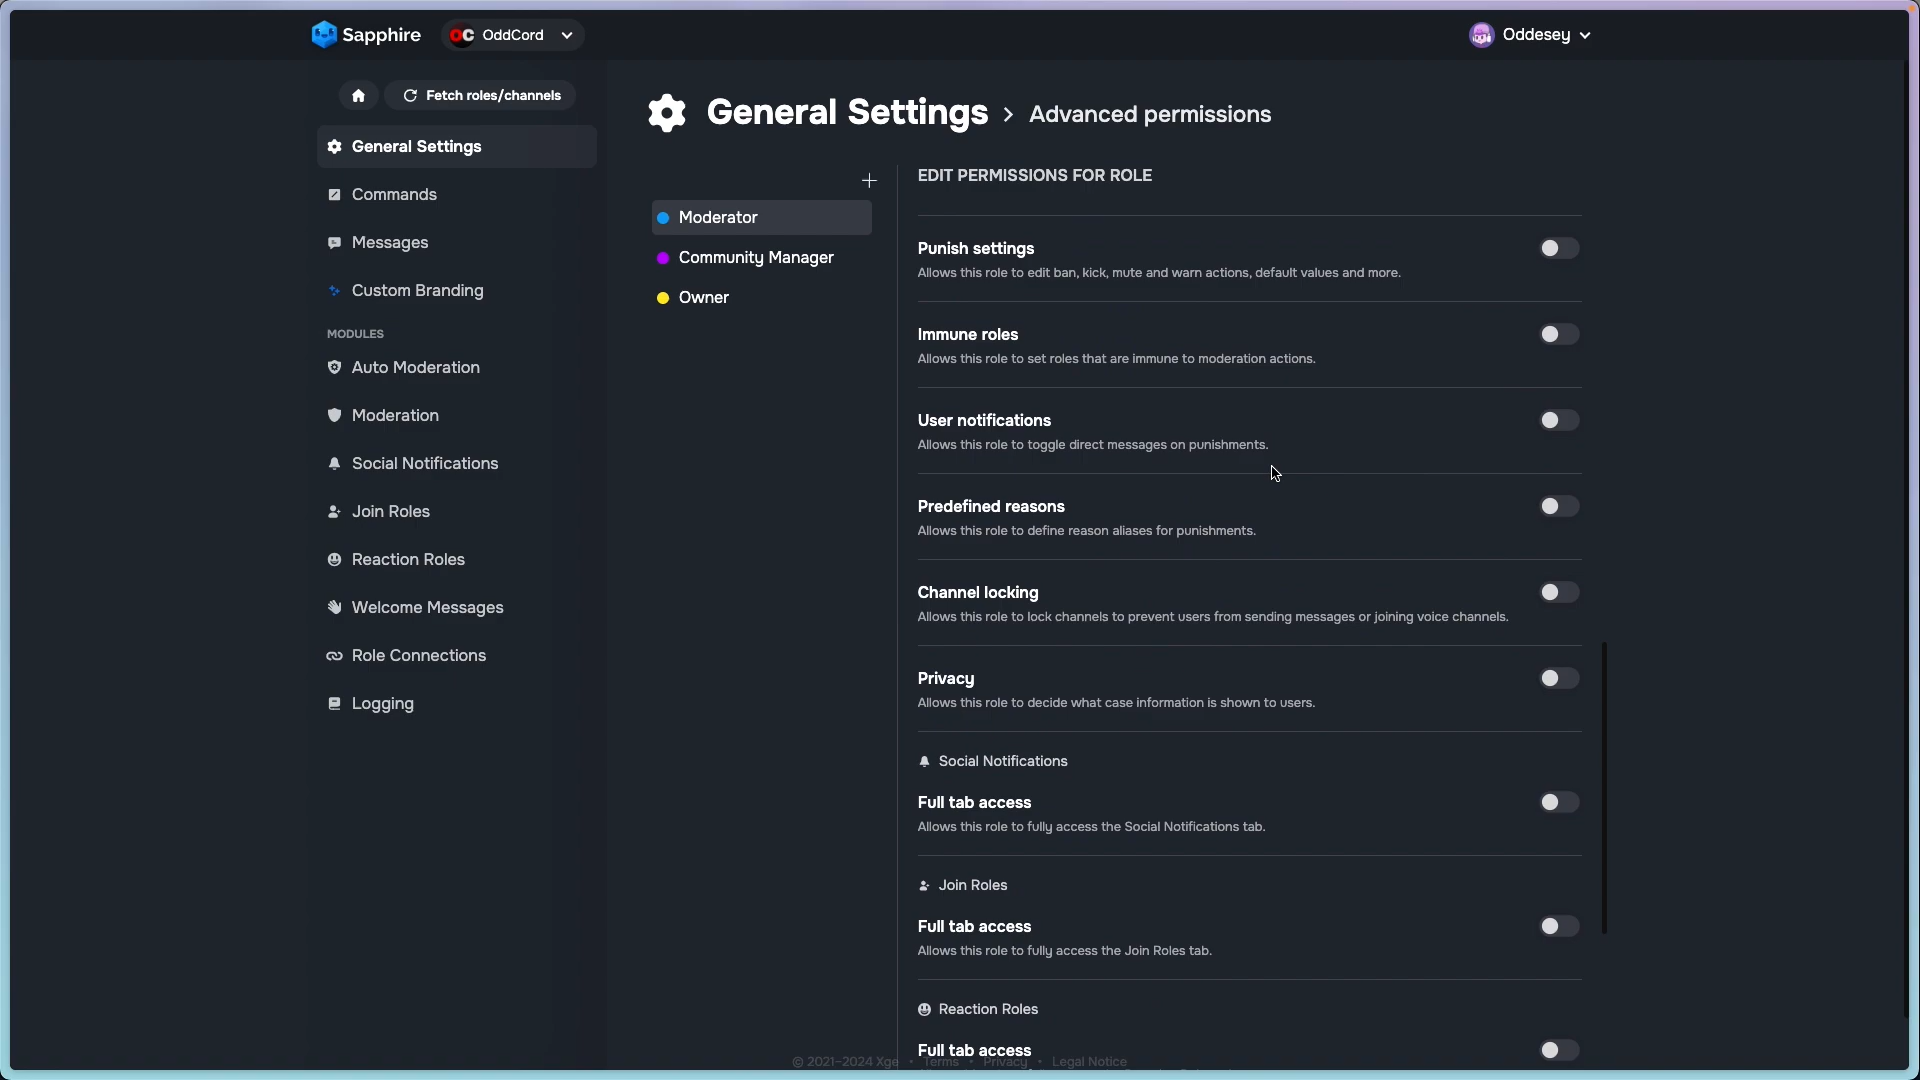 Sapphire
OC OddCord
Oddesey
Fetch roles/channels
General Settings
Commands
Messages
Custom Branding
MODULES
Auto Moderation
Moderation
Social Notifications
Join Roles
Reaction Roles
Welcome Messages
Role Connections
Logging
General Settings > Advanced permissions
Moderator
Community Manager
Owner
EDIT PERMISSIONS FOR ROLE
Punish settings
Allows this role to edit ban, kick, mute and warn actions, default values and more.
Immune roles
Allows this role to set roles that are immune to moderation actions.
User notifications
Allows this role to toggle direct messages on punishments.
Predefined reasons
Allows this role to define reason aliases for punishments.
Channel locking
Allows this role to lock channels to prevent users from sending messages or joining voice channels.
Privacy
Allows this role to decide what case information is shown to users.
Social Notifications
Full tab access
Allows this role to fully access the Social Notifications tab.
Join Roles
Full tab access
Allows this role to fully access the Join Roles tab.
Reaction Roles
Full tab access
© 2021–2024 Xge • Terms • Privacy • Legal Notice